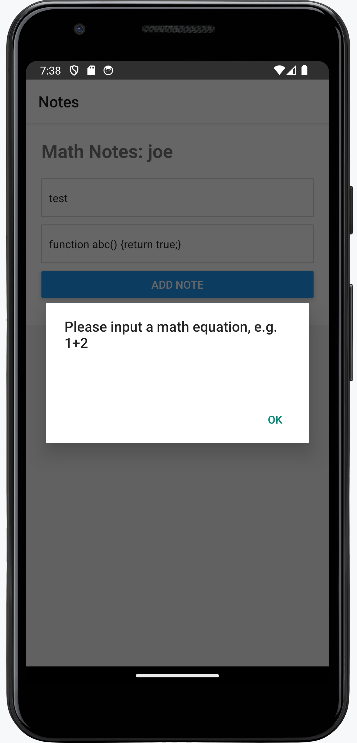 7:38
Notes
Math Notes: joe
test
function abc() {return true;}
ADD NOTE
Please input a math equation, e.g.
1+2
OK